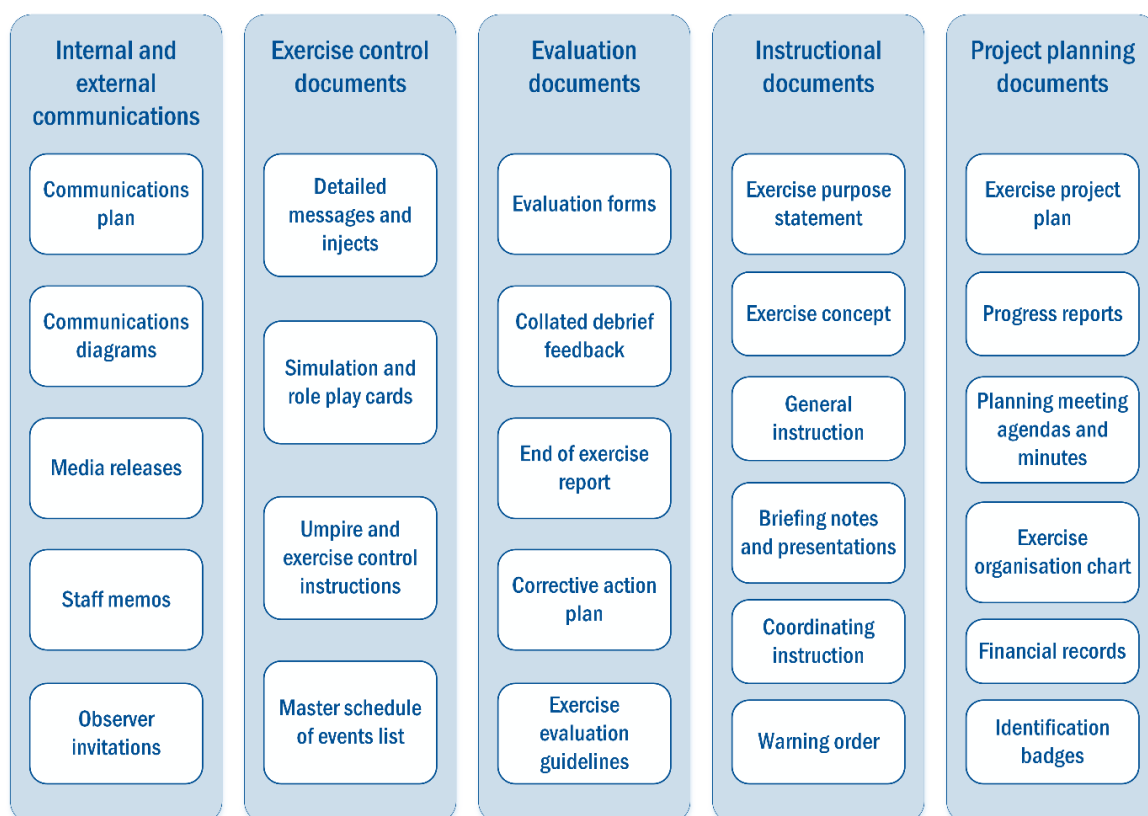 Internal and
external
communications
Communications
plan
Communications
diagrams
Media releases
Staff memos
Observer
invitations
Exercise control
documents
Detailed
messages and
injects
Simulation and
role play cards
Umpire and
exercise control
instructions
Master schedule
of events list
Evaluation
documents
Evaluation forms
Collated debrief
feedback
End of exercise
report
Corrective action
plan
Exercise
evaluation
guidelines
Instructional
documents
Exercise purpose
statement
Exercise concept
General
instruction
Briefing notes
and presentations
Coordinating
instruction
Warning order
Project planning
documents
Exercise project
plan
Progress reports
Planning meeting
agendas and
minutes
Exercise
organisation chart
Financial records
Identification
badges